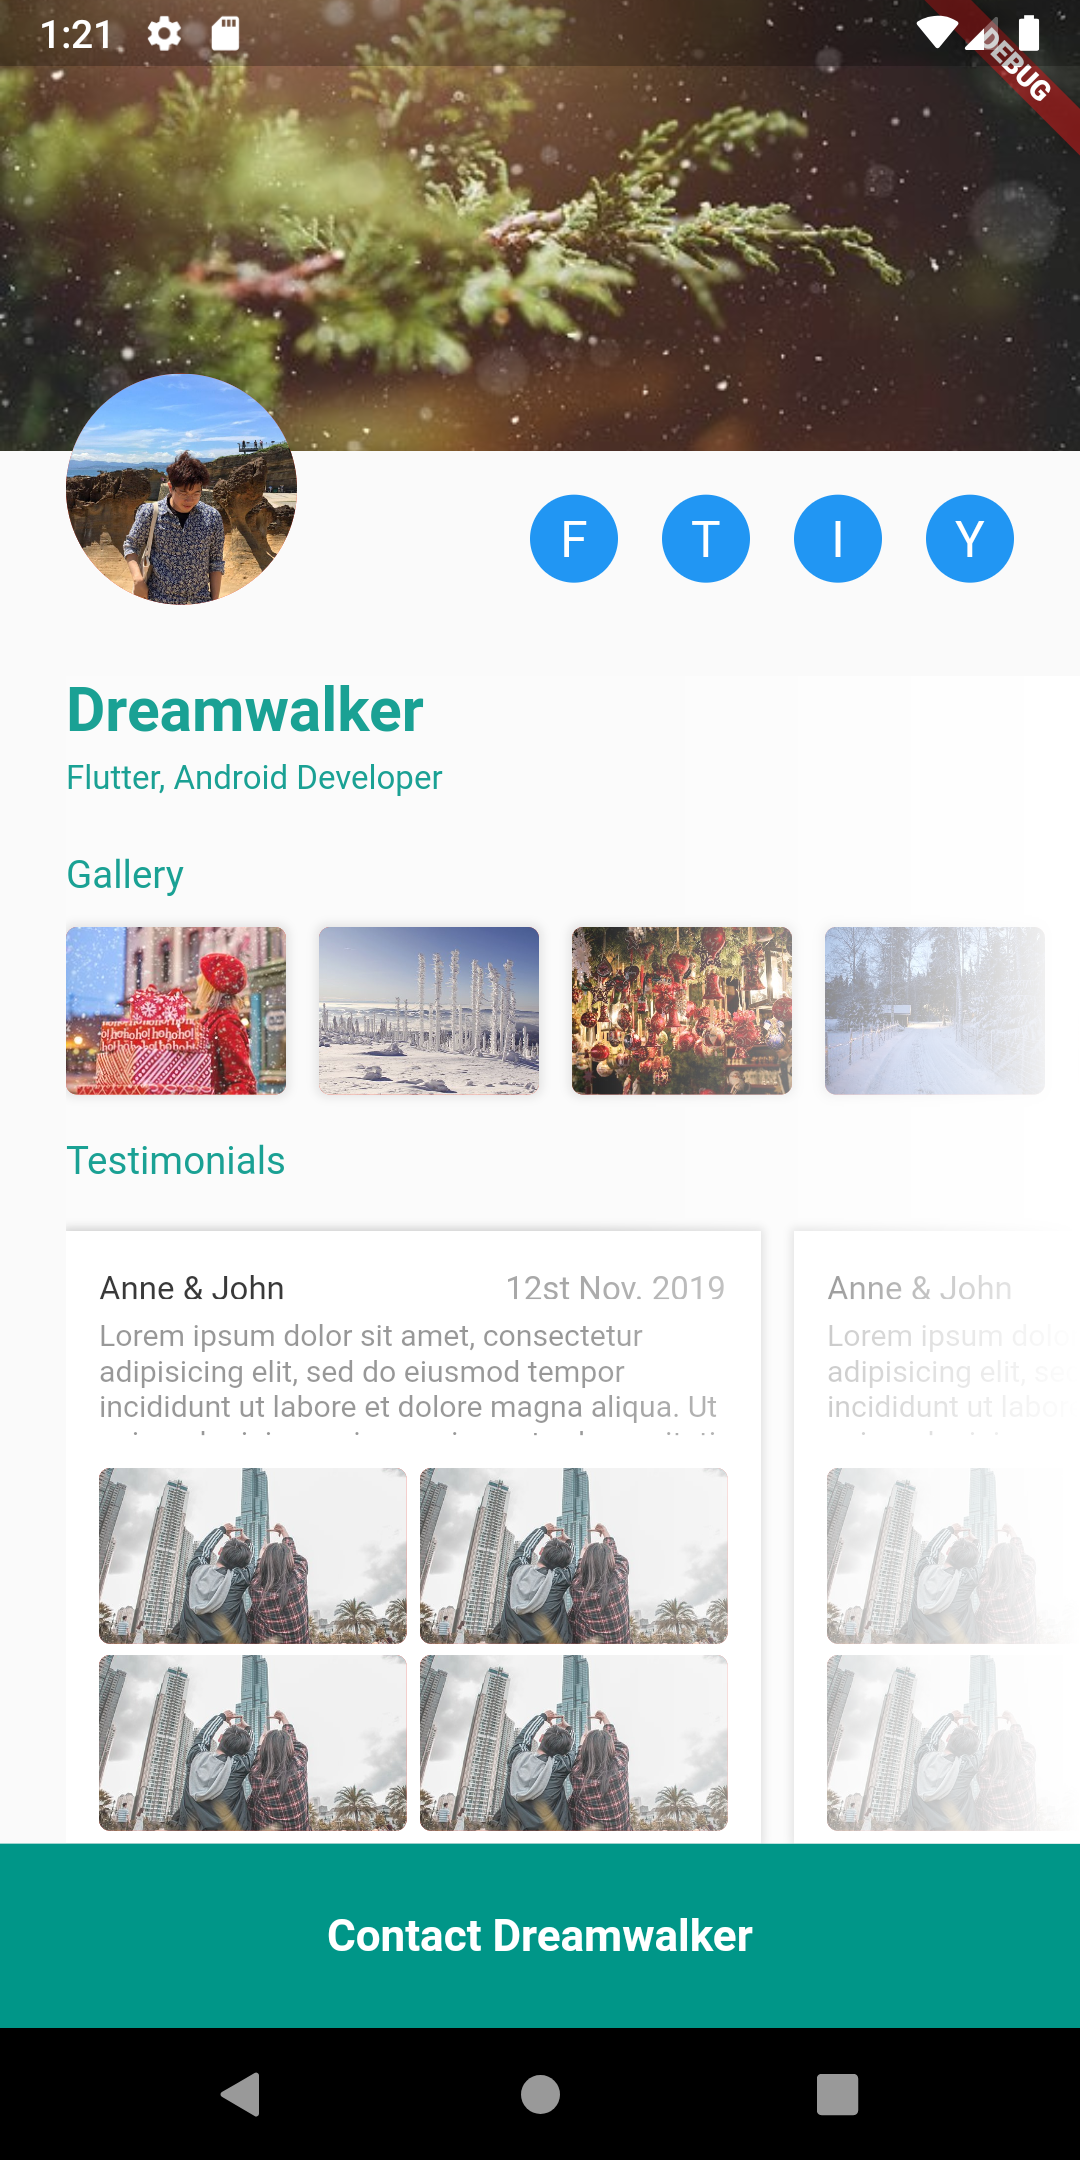 1:21
DEBUG
F T I Y
Dreamwalker
Flutter, Android Developer
Gallery
Testimonials
Anne & John 12st Nov. 2019
Lorem ipsum dolor sit amet, consectetur
adipisicing elit, sed do eiusmod tempor
incididunt ut labore et dolore magna aliqua. Ut
Anne & John
Lorem ipsum dolo
adipisicing elit, se
incididunt ut labor
Contact Dreamwalker